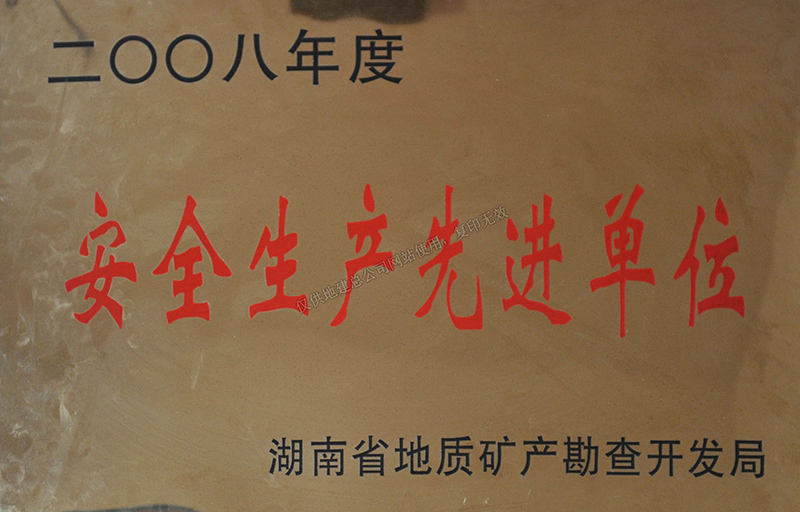 二〇〇八年度
安全生产先进单位
仅供地建总公司网站使用，复印无效
湖南省地质矿产勘查开发局